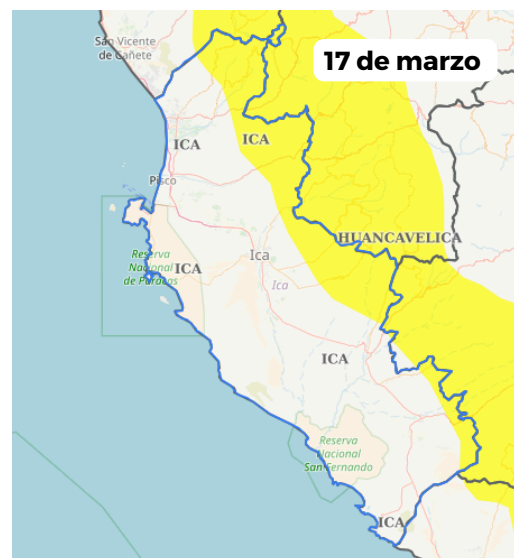 San Vicente
de Cañete
17 de marzo
ICA
ICA
Pisco
HUANCAVELICA
Reserva
Nacional
de Paracas
ICA
Ica
Ica
ICA
Reserva
Nacional
San Fernando
ICA